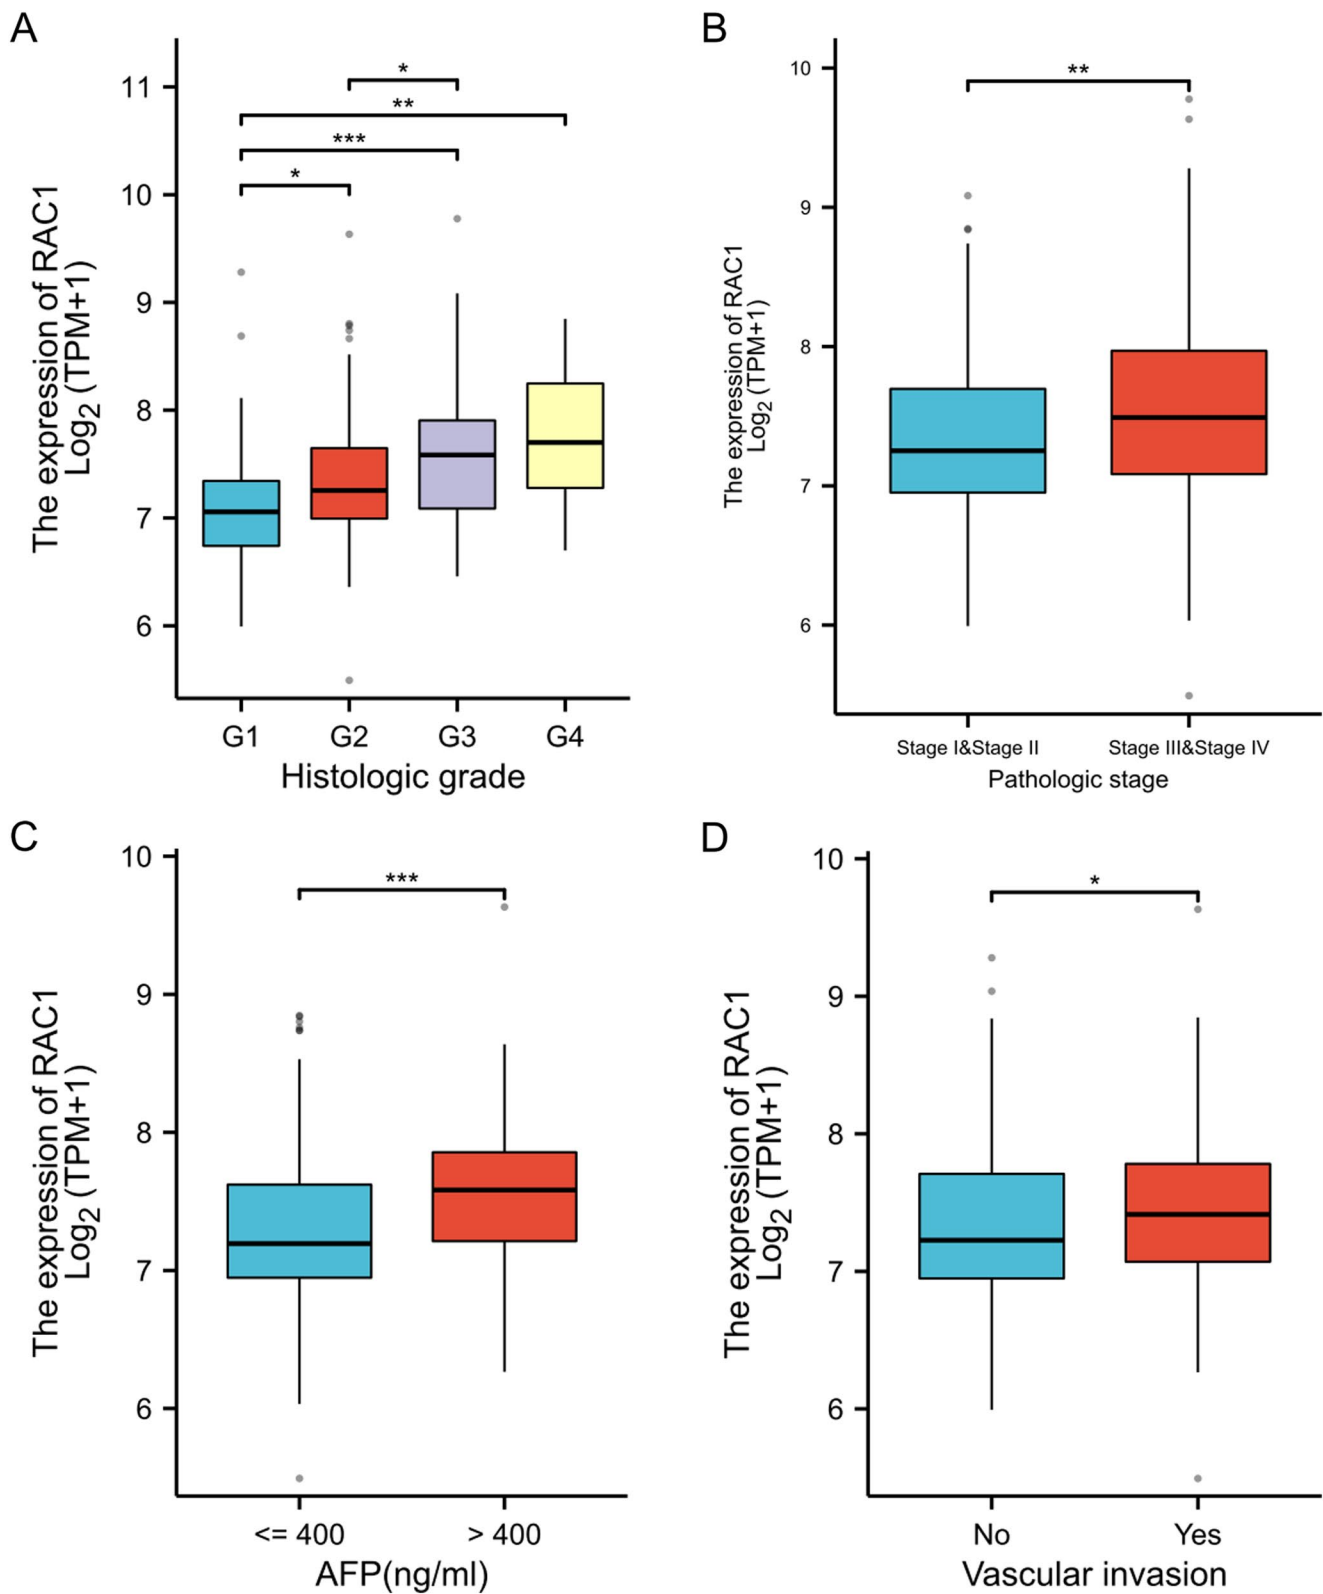 A
The expression of RAC1
Log2 (TPM+1)
11
10
9
8
7
6
*
**
***
*
G1 G2 G3 G4
Histologic grade
B
The expression of RAC1
Log2 (TPM+1)
10
9
8
7
6
**
Stage I&Stage II Stage III&Stage IV
Pathologic stage
C
The expression of RAC1
Log2 (TPM+1)
10
9
8
7
6
***
<= 400 > 400
AFP(ng/ml)
D
The expression of RAC1
Log2 (TPM+1)
10
9
8
7
6
*
No Yes
Vascular invasion